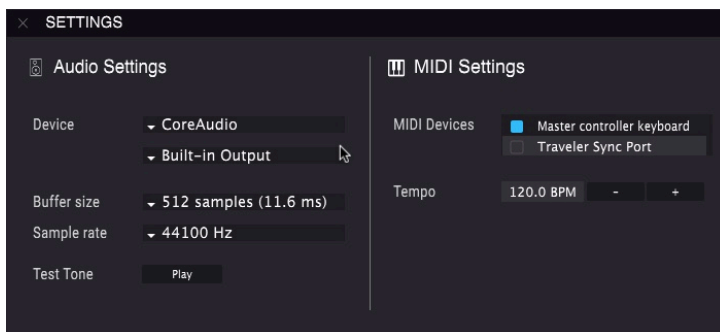 SETTINGS
Audio Settings
Device
CoreAudio
Built-in Output
Buffer size
512 samples (11.6 ms)
Sample rate
44100 Hz
Test Tone
Play
MIDI Settings
MIDI Devices
Master controller keyboard
Traveler Sync Port
Tempo
120.0 BPM - +